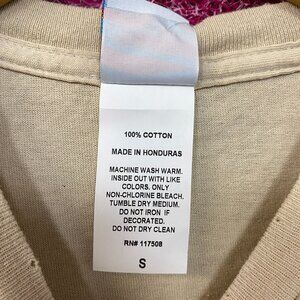 100% COTTON
MADE IN HONDURAS
MACHINE WASH WARM.
INSIDE OUT WITH LIKE
COLORS. ONLY
NON-CHLORINE BLEACH.
TUMBLE DRY MEDIUM.
DO NOT IRON IF
DECORATED.
DO NOT DRY CLEAN
RN# 117508
S